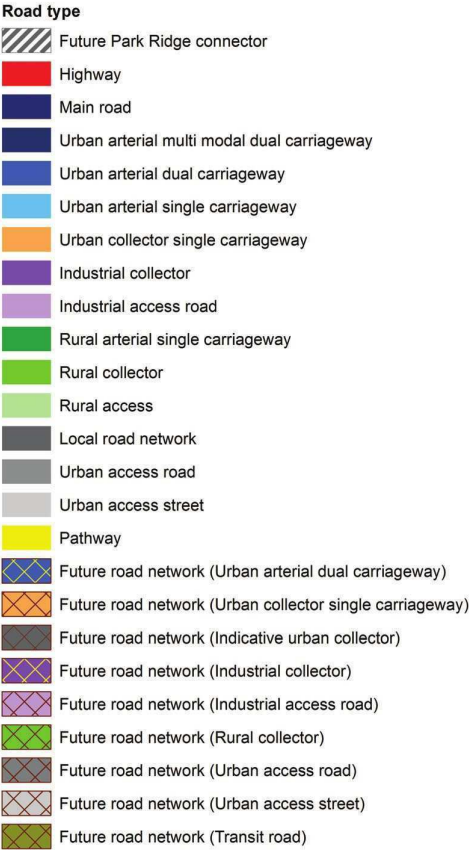 Road type
Future Park Ridge connector
Highway
Main road
Urban arterial multi modal dual carriageway
Urban arterial dual carriageway
Urban arterial single carriageway
Urban collector single carriageway
Industrial collector
Industrial access road
Rural arterial single carriageway
Rural collector
Rural access
Local road network
Urban access road
Urban access street
Pathway
Future road network (Urban arterial dual carriageway)
Future road network (Urban collector single carriageway)
Future road network (Indicative urban collector)
Future road network (Industrial collector)
Future road network (Industrial access road)
Future road network (Rural collector)
Future road network (Urban access road)
Future road network (Urban access street)
Future road network (Transit road)